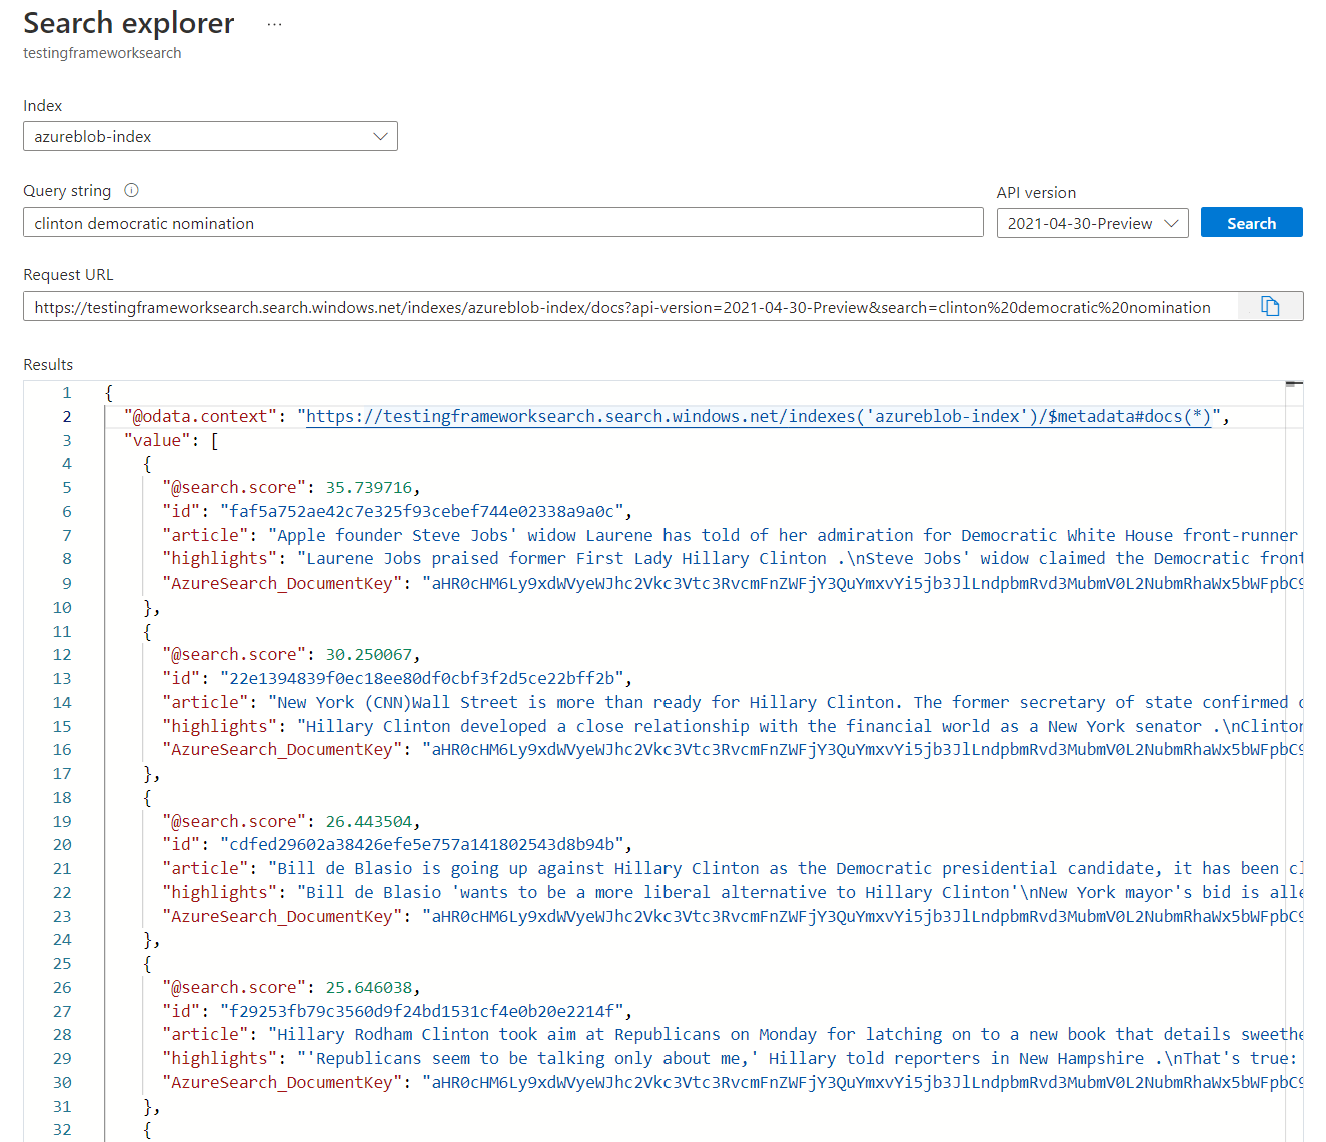 Search explorer ...
testingframeworksearch
Index
azureblob-index
Query string
API version
clinton democratic nomination
2021-04-30-Preview
Search
Request URL
https://testingframeworksearch.search.windows.net/indexes/azureblob-index/docs?api-version=2021-04-30-Preview&search=clinton%20democratic%20nomination
Results
1 {
2 "@odata.context": "https://testingframeworksearch.search.windows.net/indexes('azureblob-index')/$metadata#docs(*)",
3 "value": [
4 {
5 "@search.score": 35.739716,
6 "id": "faf5a752ae42c7e325f93cebef744e02338a9a0c",
7 "article": "Apple founder Steve Jobs' widow Laurene has told of her admiration for Democratic White House front-runner
8 "highlights": "Laurene Jobs praised former First Lady Hillary Clinton .\nSteve Jobs' widow claimed the Democratic front
9 "AzureSearch_DocumentKey": "aHR0cHM6Ly9xdWVyeWJhc2Vkc3Vtc3RvcmFnZWFjY3QuYmxvYi5jb3JlLndpbmRvd3MubmV0L2NubmRhaWx5bWFpbC9
10 },
11 {
12 "@search.score": 30.250067,
13 "id": "22e1394839f0ec18ee80df0cbf3f2d5ce22bff2b",
14 "article": "New York (CNN)Wall Street is more than ready for Hillary Clinton. The former secretary of state confirmed
15 "highlights": "Hillary Clinton developed a close relationship with the financial world as a New York senator .\nClinton
16 "AzureSearch_DocumentKey": "aHR0cHM6Ly9xdWVyeWJhc2Vkc3Vtc3RvcmFnZWFjY3QuYmxvYi5jb3JlLndpbmRvd3MubmV0L2NubmRhaWx5bWFpbC9
17 },
18 {
19 "@search.score": 26.443504,
20 "id": "cdfed29602a38426efe5e757a141802543d8b94b",
21 "article": "Bill de Blasio is going up against Hillary Clinton as the Democratic presidential candidate, it has been cl
22 "highlights": "Bill de Blasio 'wants to be a more liberal alternative to Hillary Clinton'\nNew York mayor's bid is alle
23 "AzureSearch_DocumentKey": "aHR0cHM6Ly9xdWVyeWJhc2Vkc3Vtc3RvcmFnZWFjY3QuYmxvYi5jb3JlLndpbmRvd3MubmV0L2NubmRhaWx5bWFpbC9
24 },
25 {
26 "@search.score": 25.646038,
27 "id": "f29253fb79c3560d9f24bd1531cf4e0b20e2214f",
28 "article": "Hillary Rodham Clinton took aim at Republicans on Monday for latching on to a new book that details sweethe
29 "highlights": "'Republicans seem to be talking only about me,' Hillary told reporters in New Hampshire .\nThat's true:
30 "AzureSearch_DocumentKey": "aHR0cHM6Ly9xdWVyeWJhc2Vkc3Vtc3RvcmFnZWFjY3QuYmxvYi5jb3JlLndpbmRvd3MubmV0L2NubmRhaWx5bWFpbC9
31 },
32 {